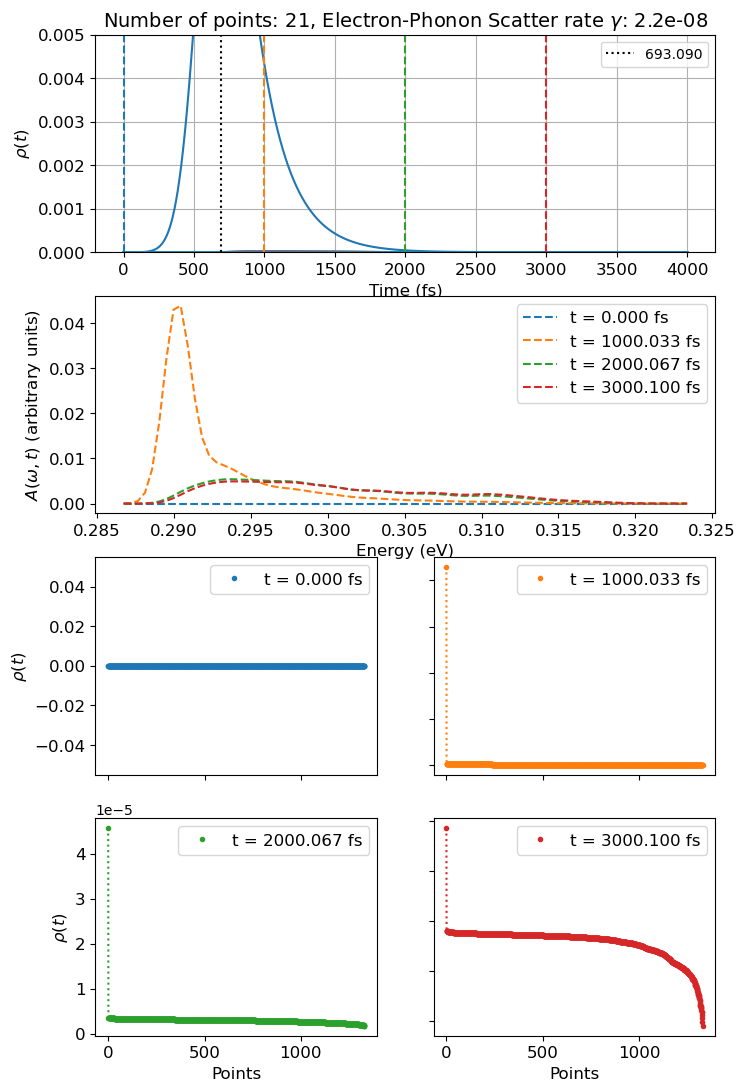 Number of points: 21, Electron-Phonon Scatter rate γ: 2.2e-08
0.005
0.004
0.003
0.002
0.001
0.000
ρ(t)
693.090
0 500 1000 1500 2000 2500 3000 3500 4000
Time (fs)
0.04
0.03
0.02
0.01
0.00
A(ω, t) (arbitrary units)
t = 0.000 fs
t = 1000.033 fs
t = 2000.067 fs
t = 3000.100 fs
0.285 0.290 0.295 0.300 0.305 0.310 0.315 0.320 0.325
Energy (eV)
0.04
0.02
0.00
−0.02
−0.04
ρ(t)
t = 0.000 fs
t = 1000.033 fs
1e−5
4
3
2
1
0
ρ(t)
t = 2000.067 fs
0 500 1000
Points
t = 3000.100 fs
0 500 1000
Points